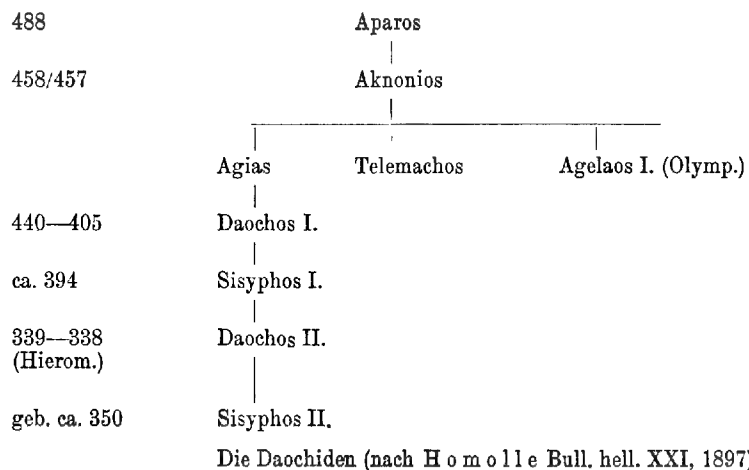 488 Aparos
458/457 Aknonios
Agias Telemachos Agelaos I. (Olymp.)
440—405 Daochos I.
ca. 394 Sisyphos I.
339—338 Daochos II.
(Hierom.)
geb. ca. 350 Sisyphos II.
Die Daochiden (nach Homolle Bull. hell. XXI, 1897)